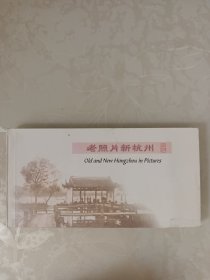 老照片新杭州
Old and New Hangzhou in Pictures